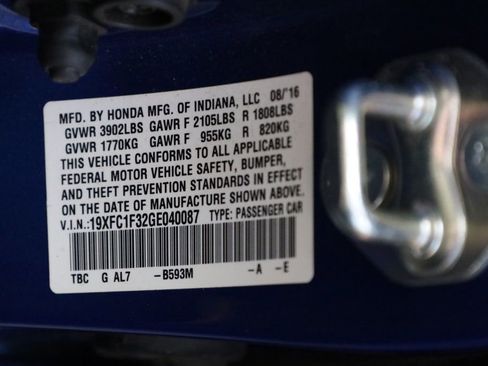 MFD. BY HONDA MFG. OF INDIANA, LLC 08/'16
GVWR 3902LBS GAWR F 2105LBS R 1808LBS
GVWR 1770KG GAWR F 955KG R 820KG
THIS VEHICLE CONFORMS TO ALL APPLICABLE
FEDERAL MOTOR VEHICLE SAFETY, BUMPER,
AND THEFT PREVENTION STANDARDS IN EFFECT
ON THE DATE OF MANUFACTURE SHOWN ABOVE.
V.I.N.:19XFC1F32GE040087 TYPE: PASSENGER CAR
TBC G AL7 -B593M -A -E